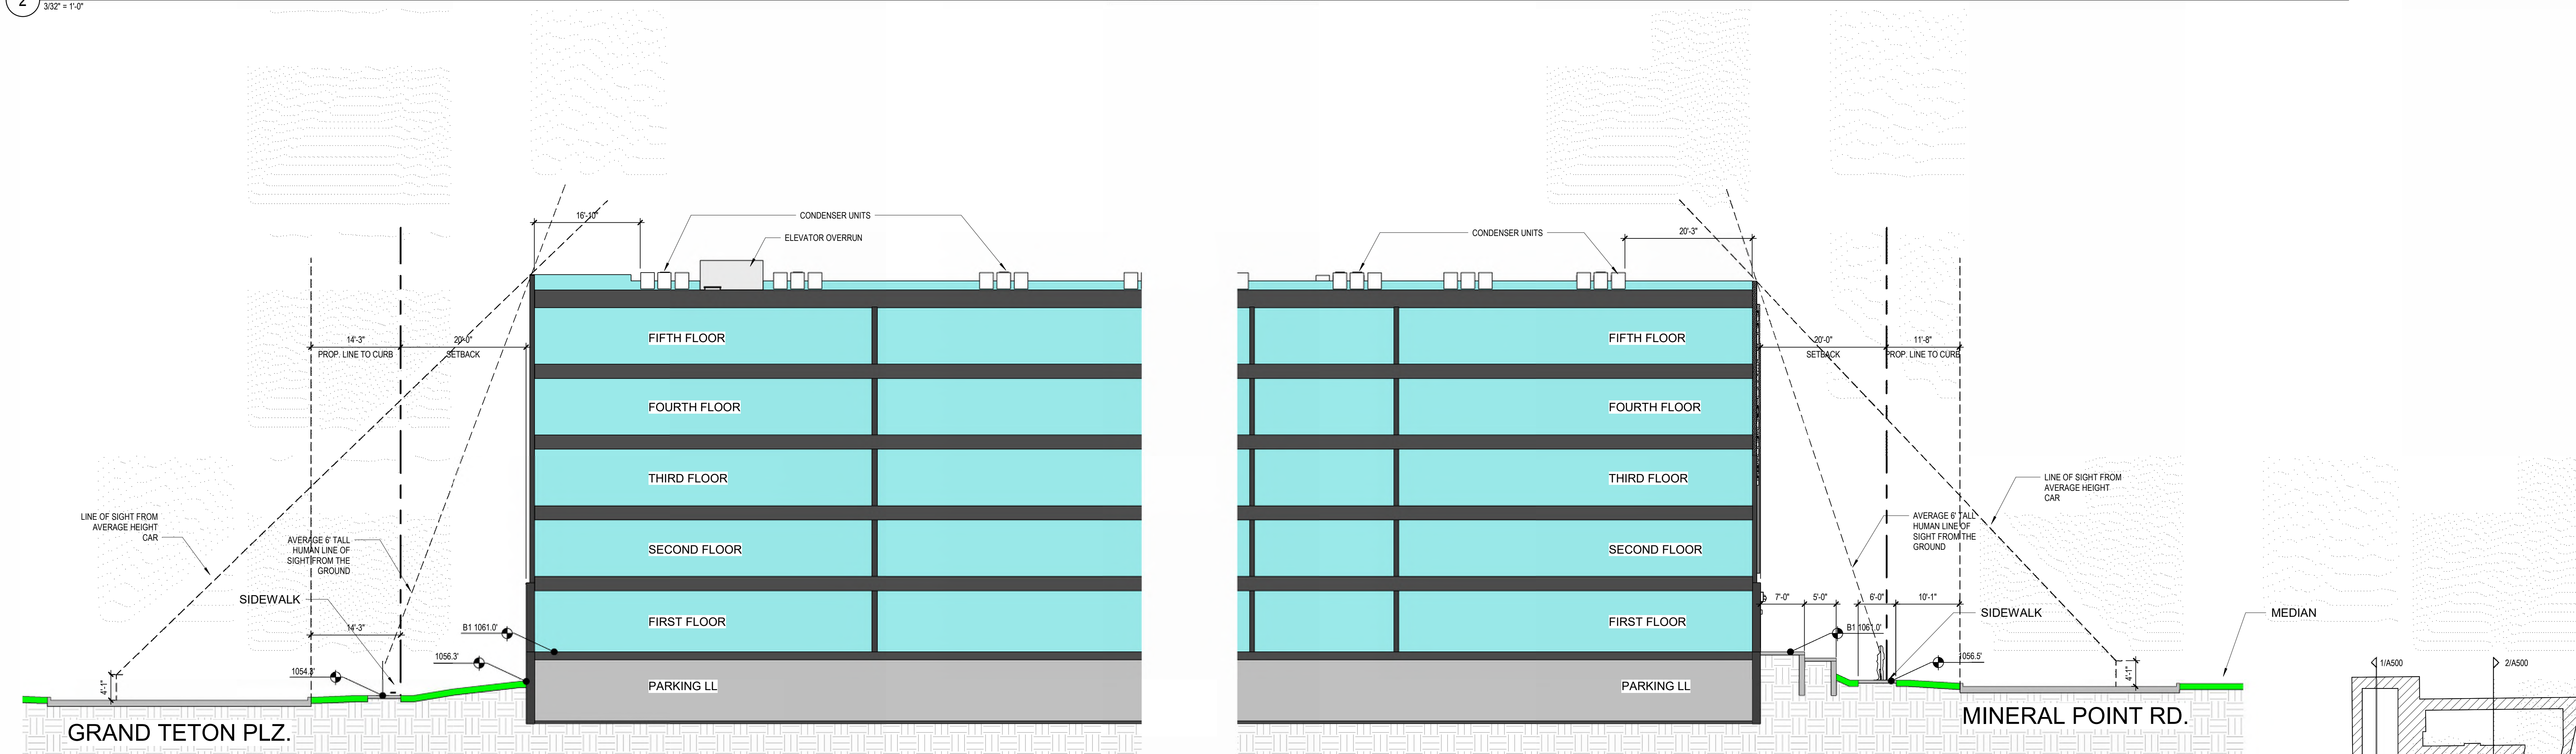 2
3/32" = 1'-0"
16'-10"
CONDENSER UNITS
ELEVATOR OVERRUN
14'-3"
PROP. LINE TO CURB
20'-0"
SETBACK
FIFTH FLOOR
FOURTH FLOOR
THIRD FLOOR
SECOND FLOOR
FIRST FLOOR
PARKING LL
LINE OF SIGHT FROM
AVERAGE HEIGHT
CAR
AVERAGE 6' TALL
HUMAN LINE OF
SIGHT FROM THE
GROUND
SIDEWALK
14'-3"
B1 1061.0'
1056.3'
1054.3'
4'-1"
GRAND TETON PLZ.
CONDENSER UNITS
20'-3"
FIFTH FLOOR
FOURTH FLOOR
THIRD FLOOR
SECOND FLOOR
FIRST FLOOR
PARKING LL
20'-0"
SETBACK
11'-8"
PROP. LINE TO CURB
LINE OF SIGHT FROM
AVERAGE HEIGHT
CAR
AVERAGE 6' TALL
HUMAN LINE OF
SIGHT FROM THE
GROUND
7'-0"
5'-0"
6'-0"
10'-1"
SIDEWALK
MEDIAN
B1 1061.0'
1056.5'
4'-1"
MINERAL POINT RD.
1/A500
2/A500